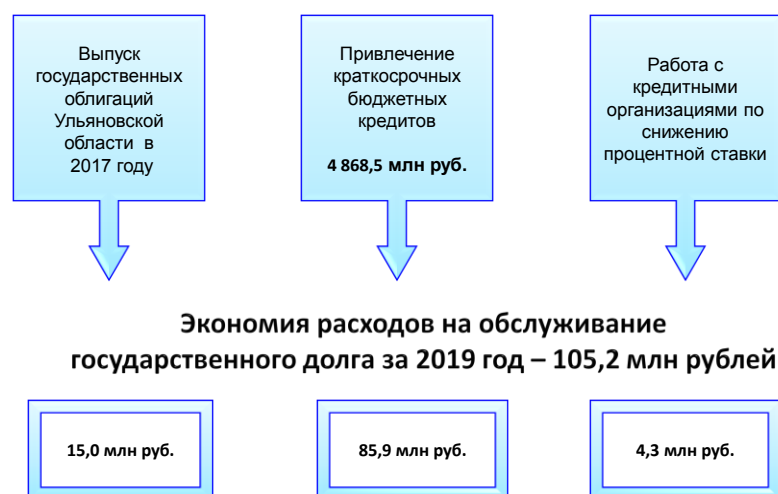 Выпуск
государственных
облигаций
Ульяновской
области в
2017 году
Привлечение
краткосрочных
бюджетных
кредитов
4 868,5 млн руб.
Работа с
кредитными
организациями по
снижению
процентной ставки
Экономия расходов на обслуживание
государственного долга за 2019 год – 105,2 млн рублей
15,0 млн руб.
85,9 млн руб.
4,3 млн руб.